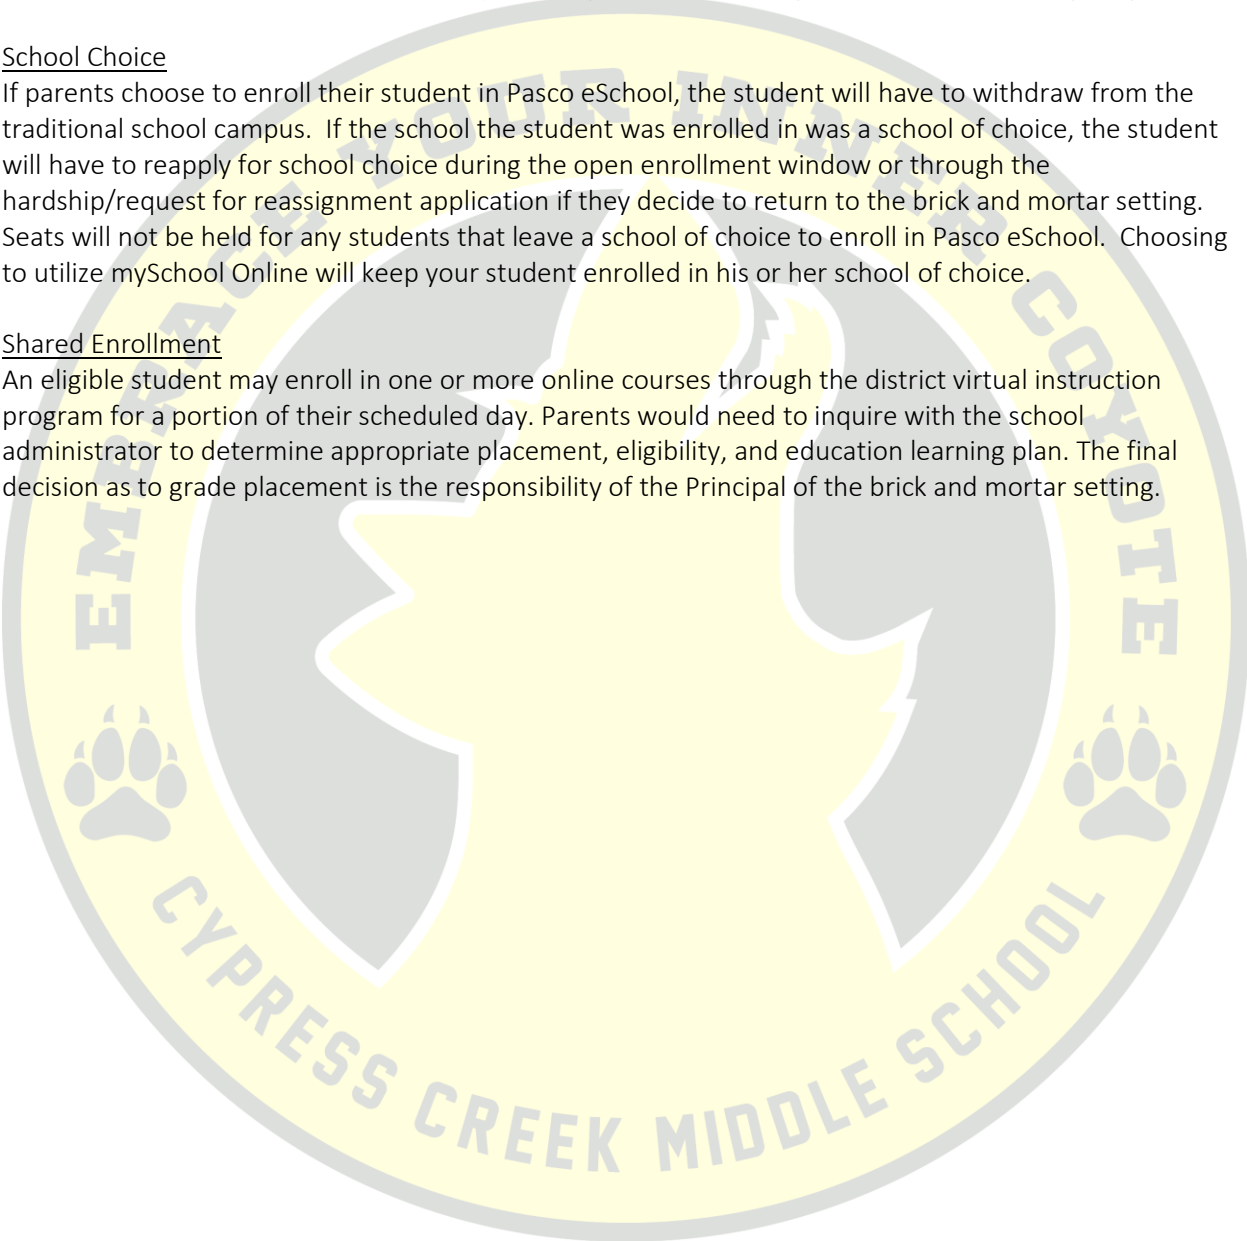 School Choice
If parents choose to enroll their student in Pasco eSchool, the student will have to withdraw from the
traditional school campus.  If the school the student was enrolled in was a school of choice, the student
will have to reapply for school choice during the open enrollment window or through the
hardship/request for reassignment application if they decide to return to the brick and mortar setting.
Seats will not be held for any students that leave a school of choice to enroll in Pasco eSchool.  Choosing
to utilize mySchool Online will keep your student enrolled in his or her school of choice.
Shared Enrollment
An eligible student may enroll in one or more online courses through the district virtual instruction
program for a portion of their scheduled day. Parents would need to inquire with the school
administrator to determine appropriate placement, eligibility, and education learning plan. The final
decision as to grade placement is the responsibility of the Principal of the brick and mortar setting.
EMBRACE YOUR INNER COYOTE
CYPRESS CREEK MIDDLE SCHOOL